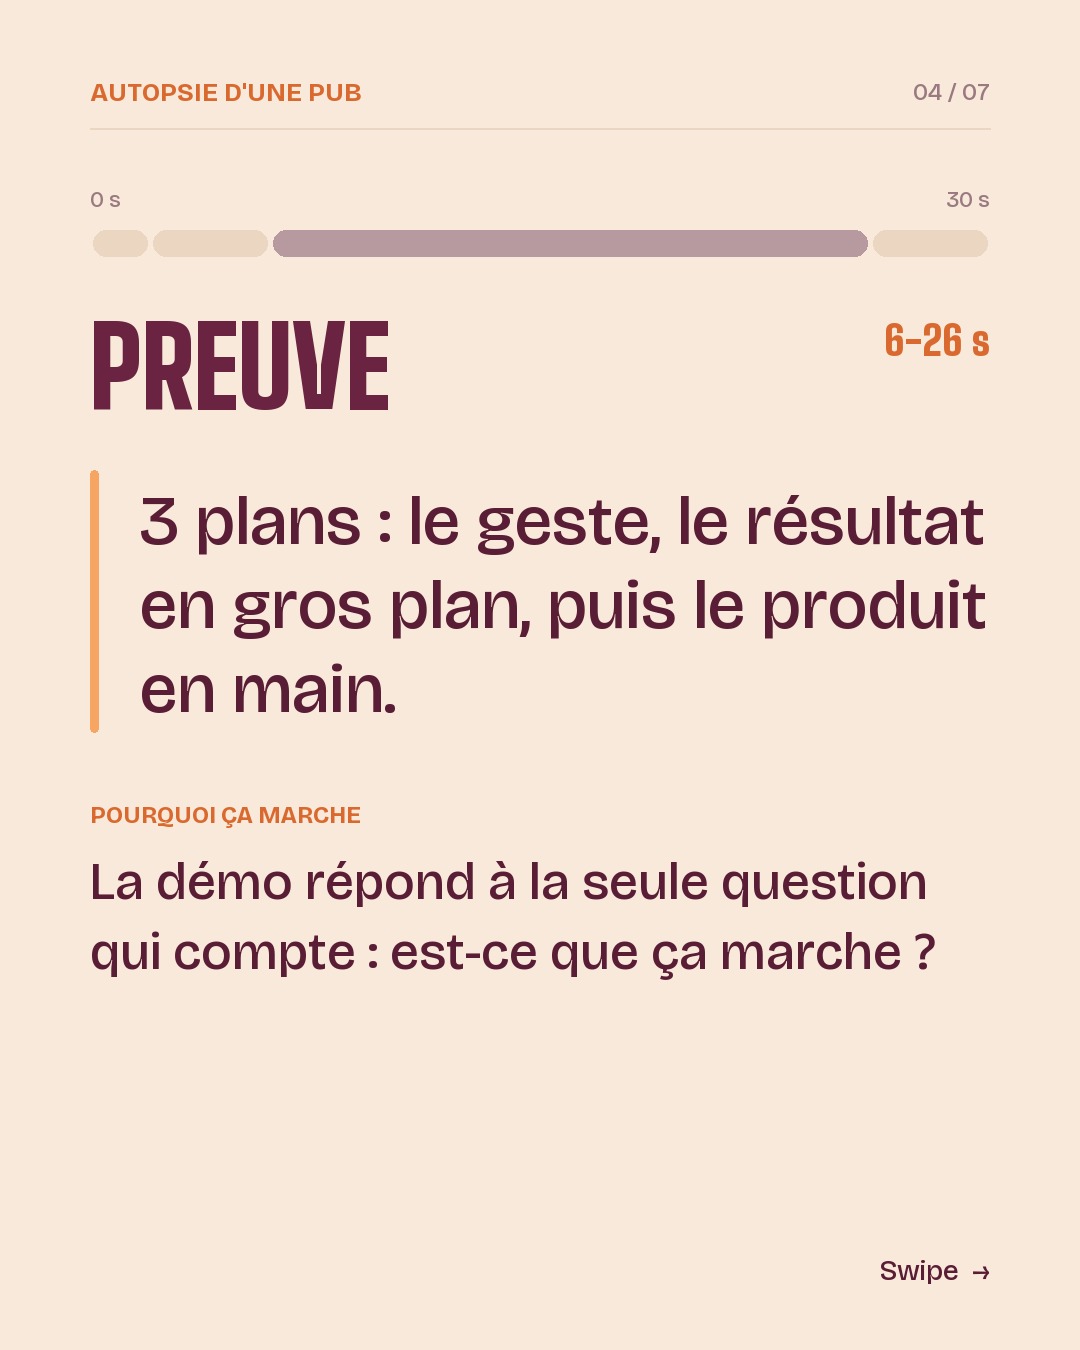 AUTOPSIE D'UNE PUB
04 / 07
0 s
30 s
PREUVE
6–26 s
3 plans : le geste, le résultat
en gros plan, puis le produit
en main.
POURQUOI ÇA MARCHE
La démo répond à la seule question
qui compte : est-ce que ça marche ?
Swipe →